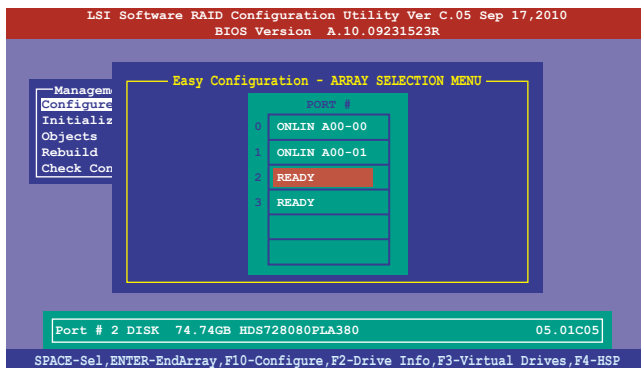 LSI Software RAID Configuration Utility Ver C.05 Sep 17,2010
BIOS Version A.10.09231523R
Easy Configuration - ARRAY SELECTION MENU
Managem
Configure
Initializ
Objects
Rebuild
Check Con
PORT #
0 ONLIN A00-00
1 ONLIN A00-01
2 READY
3 READY
Port # 2 DISK 74.74GB HDS728080PLA380 05.01C05
SPACE-Sel,ENTER-EndArray,F10-Configure,F2-Drive Info,F3-Virtual Drives,F4-HSP